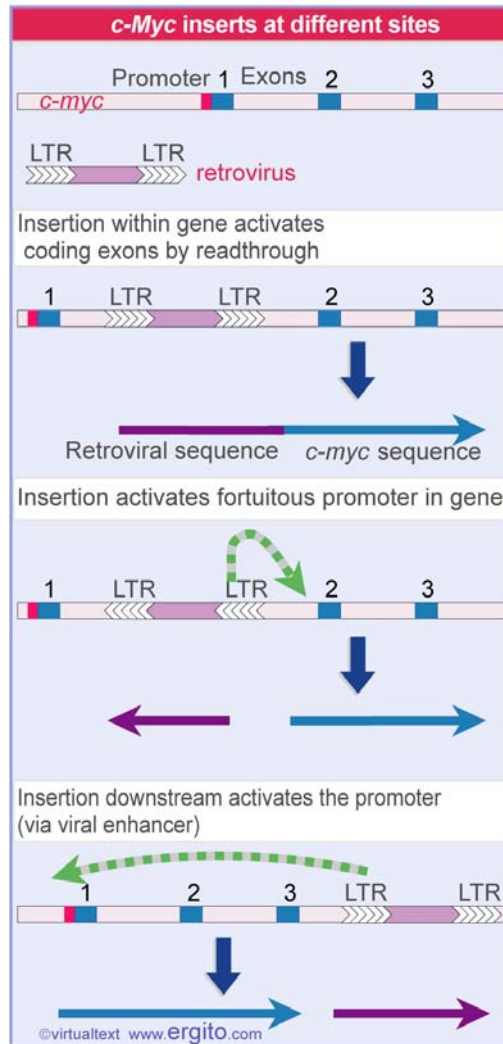 c-Myc inserts at different sites
Promoter 1 Exons 2 3
c-myc
LTR LTR
retrovirus
Insertion within gene activates
coding exons by readthrough
1 LTR LTR 2 3
Retroviral sequence c-myc sequence
Insertion activates fortuitous promoter in gene
1 LTR LTR 2 3
Insertion downstream activates the promoter
(via viral enhancer)
1 2 3 LTR LTR
©virtualtext www.ergito.com